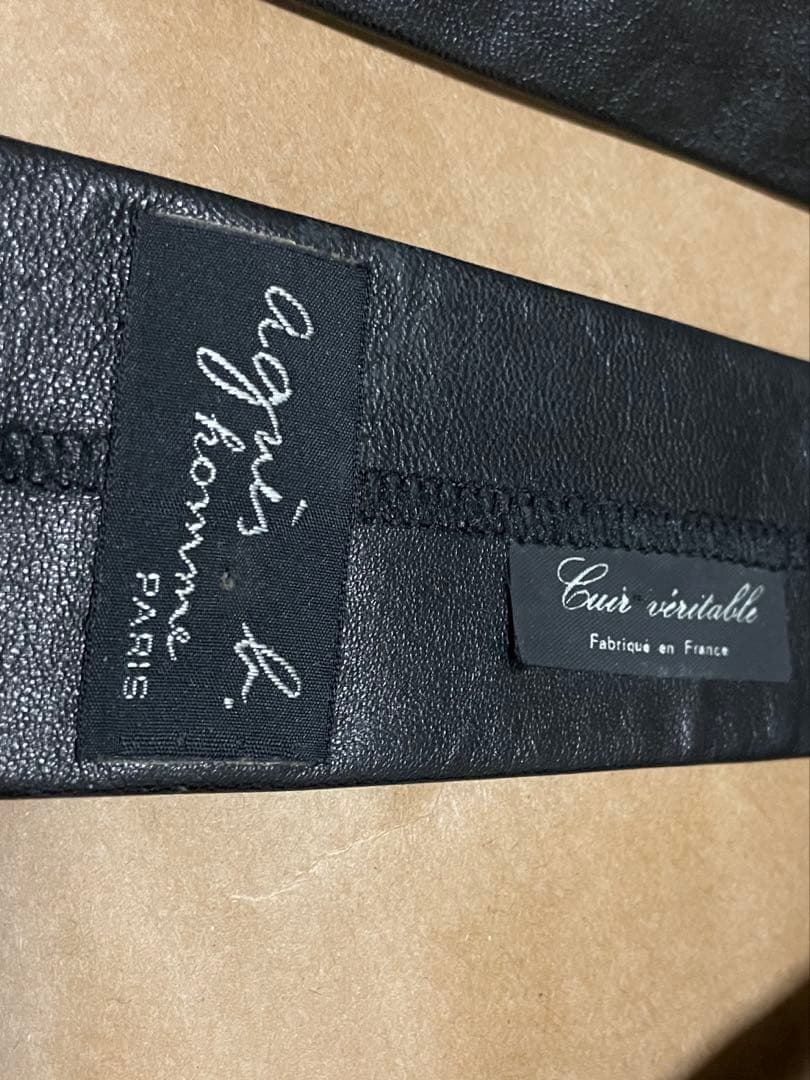 agnès b.
homme
PARIS
Cuir véritable
Fabriqué en France